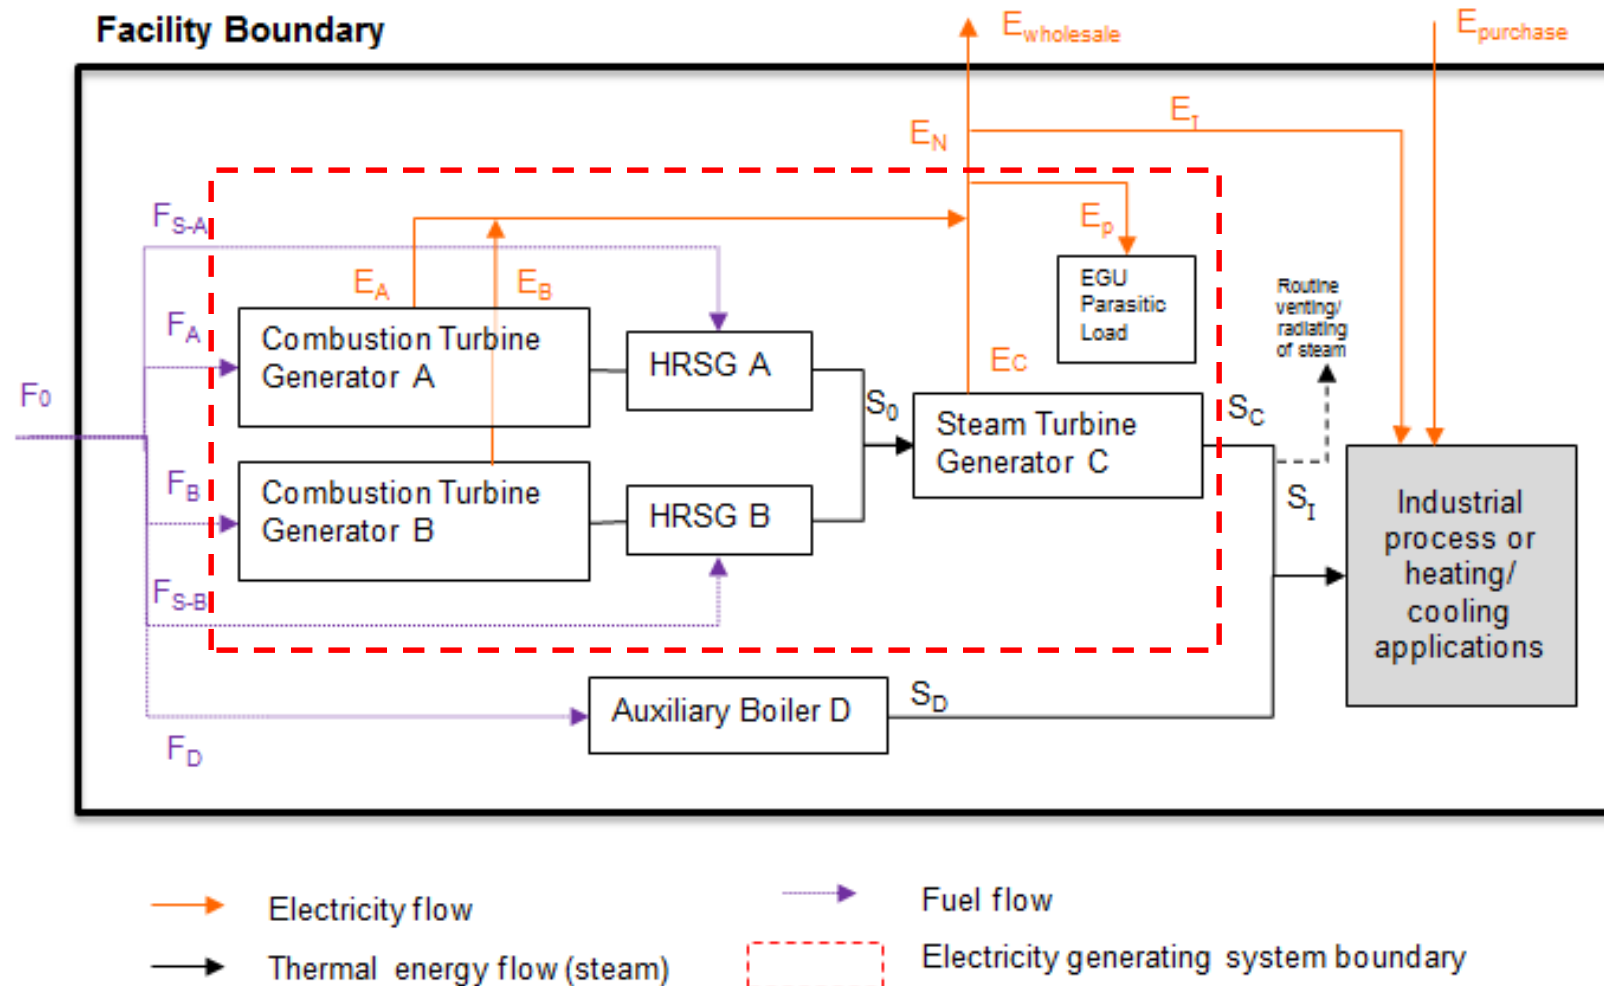 Facility Boundary
Ewholesale
Epurchase
EN
EI
FS-A
EP
EA
EB
EGU
Parasitic
Load
Routine
venting/
radiating
of steam
FA
Combustion Turbine
Generator A
HRSG A
EC
F0
S0
SC
Steam Turbine
Generator C
FB
Combustion Turbine
Generator B
HRSG B
SI
Industrial
process or
heating/
cooling
applications
FS-B
Auxiliary Boiler D
SD
FD
Electricity flow
Fuel flow
Thermal energy flow (steam)
Electricity generating system boundary